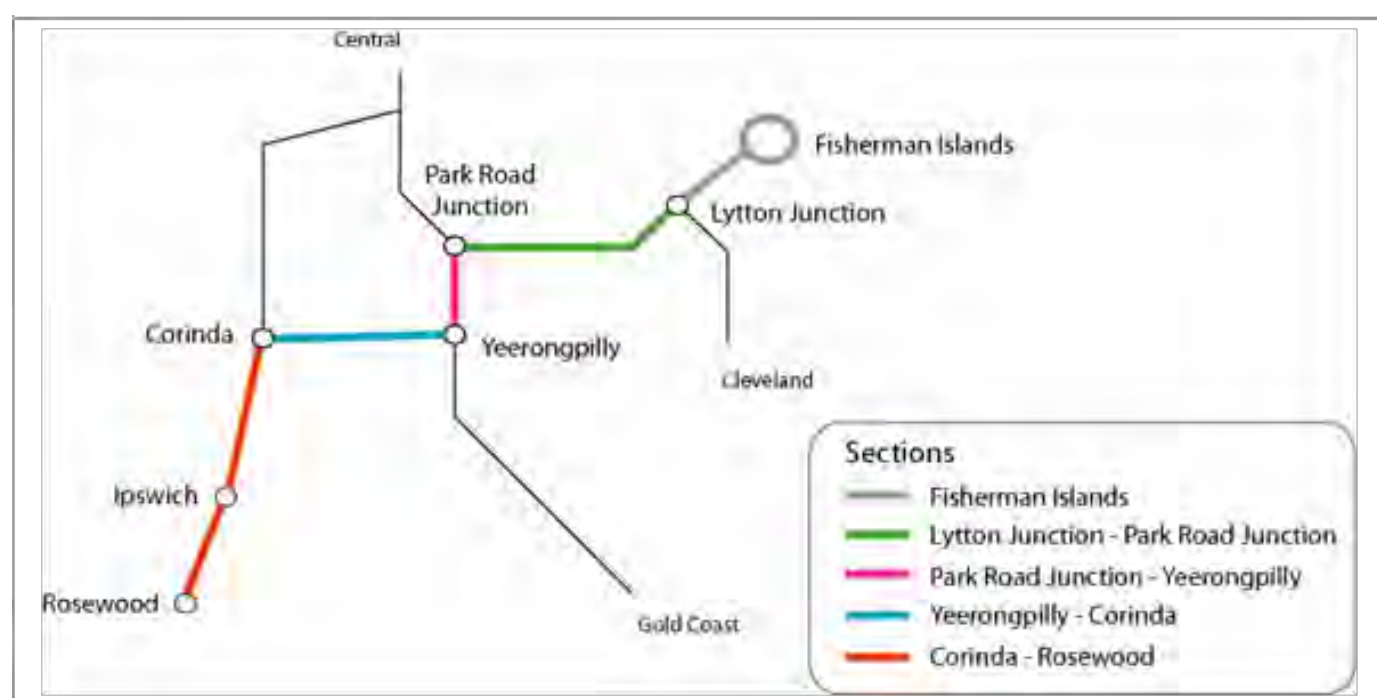 Central
Fisherman Islands
Park Road
Junction
Lytton Junction
Corinda
Yeerongpilly
Cleveland
Ipswich
Rosewood
Gold Coast
Sections
Fisherman Islands
Lytton Junction - Park Road Junction
Park Road Junction - Yeerongpilly
Yeerongpilly - Corinda
Corinda - Rosewood